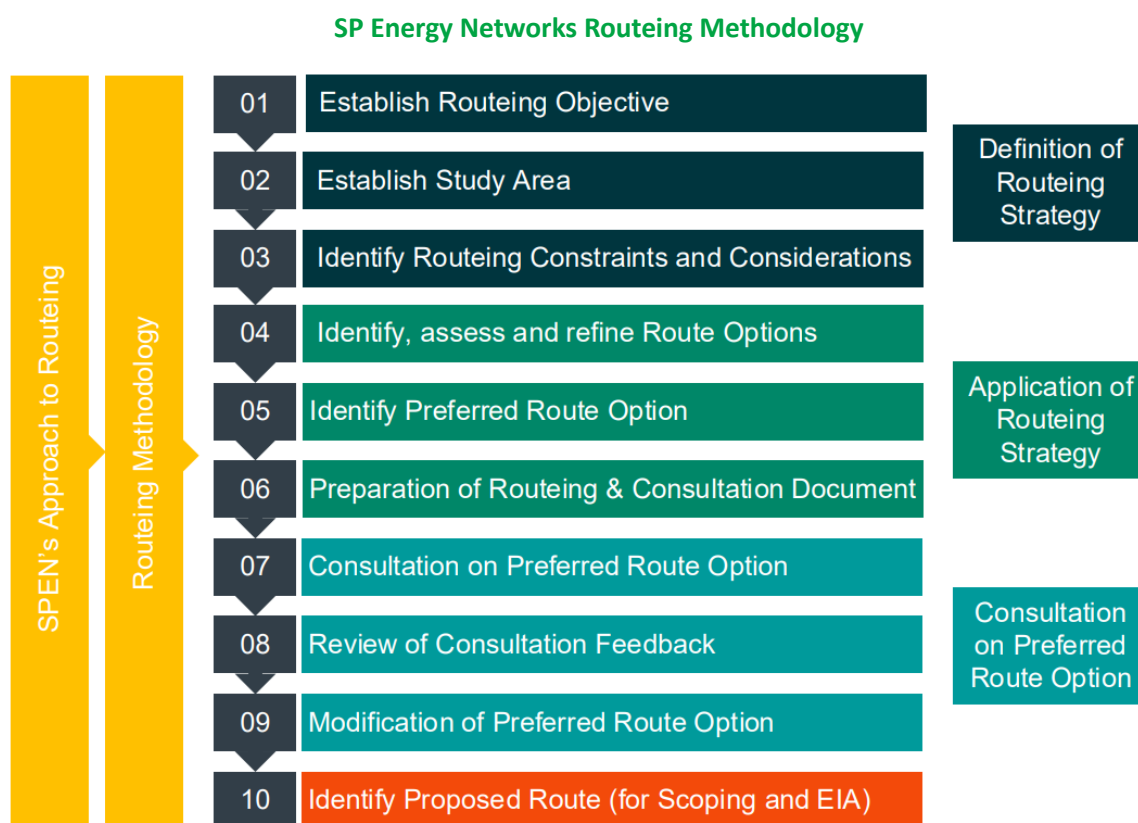 SP Energy Networks Routeing Methodology
SPEN's Approach to Routeing
Routeing Methodology
01 Establish Routeing Objective
02 Establish Study Area
03 Identify Routeing Constraints and Considerations
04 Identify, assess and refine Route Options
05 Identify Preferred Route Option
06 Preparation of Routeing & Consultation Document
07 Consultation on Preferred Route Option
08 Review of Consultation Feedback
09 Modification of Preferred Route Option
10 Identify Proposed Route (for Scoping and EIA)
Definition of
Routeing
Strategy
Application of
Routeing
Strategy
Consultation
on Preferred
Route Option